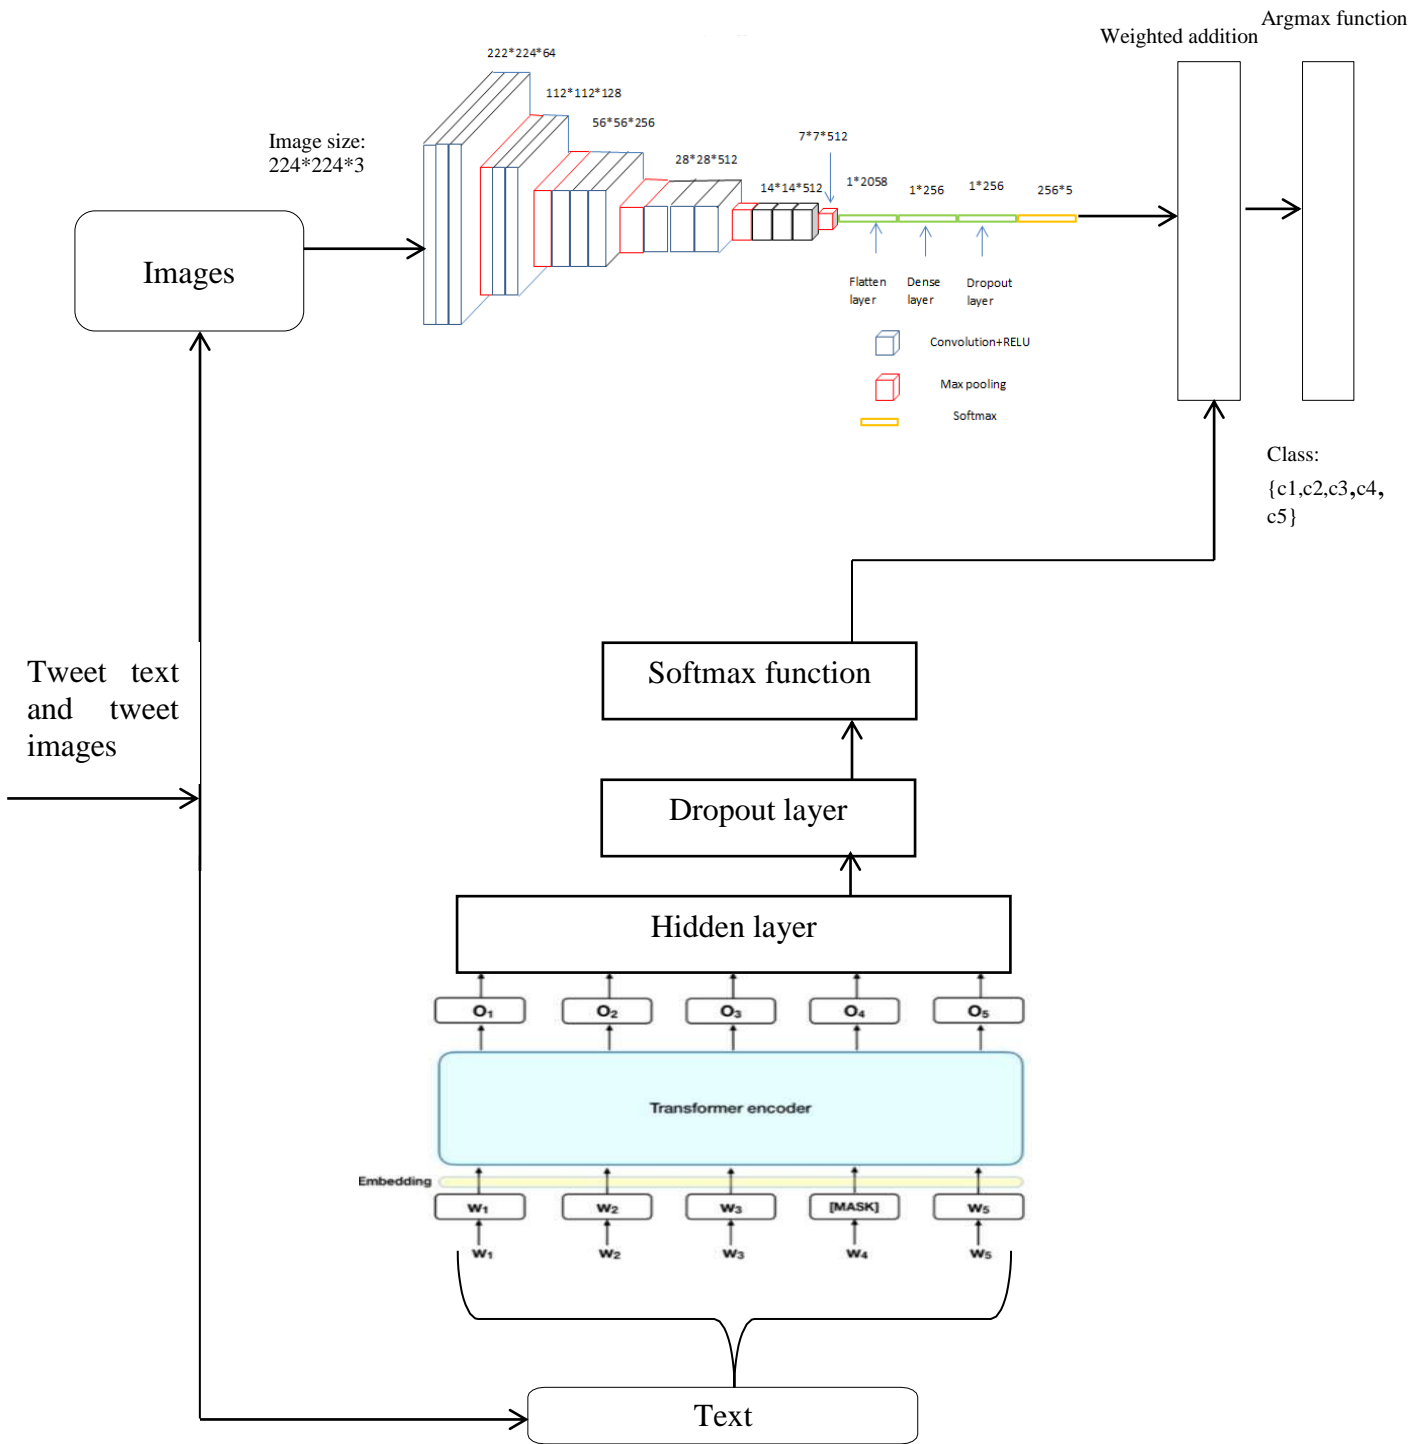 Argmax function
Weighted addition
222*224*64
112*112*128
56*56*256
Image size:
224*224*3
7*7*512
28*28*512
14*14*512
1*2058
1*256
1*256
256*5
Images
Flatten
layer
Dense
layer
Dropout
layer
Convolution+RELU
Max pooling
Softmax
Class:
{c1,c2,c3,c4,
c5}
Tweet text
and tweet
images
Softmax function
Dropout layer
Hidden layer
O1 O2 O3 O4 O5
Transformer encoder
Embedding
W1 W2 W3 [MASK] W5
W1 W2 W3 W4 W5
Text